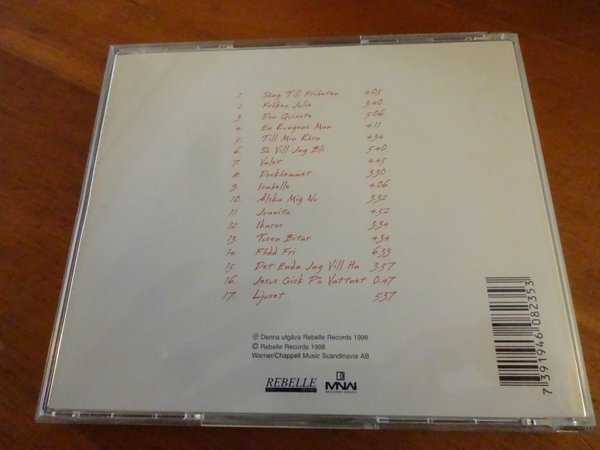 1. Sång Till Friheten 4.05
2. Fröken Julie 3.40
3. Don Quixote 5.06
4. En Kungens Man 4.11
5. Till Min Kära 4.34
6. Så Vill Jag Bli 5.40
7. Valet 4.45
8. Dockhemmet 3.30
9. Isabelle 4.06
10. Älska Mig Nu 3.32
11. Juanita 4.52
12. Ikaros 3.34
13. Tusen Bitar 4.34
14. Född Fri 6.33
15. Det Enda Jag Vill Ha 3.57
16. Jesus Gick På Vattnet 0.47
17. Ljuset 5.37
℗ Denna utgåva Rebelle Records 1998
© Rebelle Records 1998
Warner/Chappell Music Scandinavia AB
REBELLE
MNW
7 391946 082353